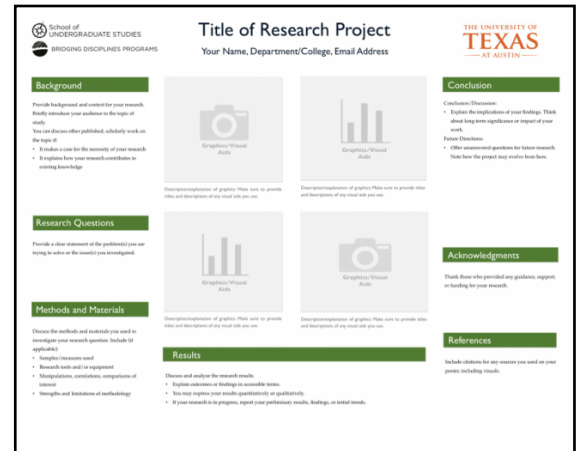 School of
UNDERGRADUATE STUDIES
BRIDGING DISCIPLINES PROGRAMS
Title of Research Project
Your Name, Department/College, Email Address
THE UNIVERSITY OF
TEXAS
— AT AUSTIN —
Background
Provide background and context for your research.
Briefly introduce your audience to the topic of
study.
You can discuss other published, scholarly work on
the topic if:
• It makes a case for the necessity of your research
• It explains how your research contributes to
existing knowledge
Research Questions
Provide a clear statement of the problem(s) you are
trying to solve or the issue(s) you investigated.
Methods and Materials
Discuss the methods and materials you used to
investigate your research question. Include (if
applicable):
• Samples/measures used
• Research tools and/or equipment
• Manipulations, correlations, comparisons of
interest
• Strengths and limitations of methodology
Graphics/Visual
Aids
Description/explanation of graphics: Make sure to provide
titles and descriptions of any visual aids you use.
Graphics/Visual
Aids
Description/explanation of graphics: Make sure to provide titles
and descriptions of any visual aids you use.
Graphics/Visual
Aids
Description/explanation of graphics: Make sure to provide
titles and descriptions of any visual aids you use.
Graphics/Visual
Aids
Description/explanation of graphics: Make sure to provide titles
and descriptions of any visual aids you use.
Results
Discuss and analyze the research results:
• Explain outcomes or findings in accessible terms.
• You may express your results quantitatively or qualitatively.
• If your research is in progress, report your preliminary results, findings, or initial trends.
Conclusion
Conclusion/Discussion:
• Explain the implications of your findings. Think
about long-term significance or impact of your
work.
Future Directions:
• Offer unanswered questions for future research.
Note how the project may evolve from here.
Acknowledgments
Thank those who provided any guidance, support,
or funding for your research.
References
Include citations for any sources you used on your
poster, including visuals.